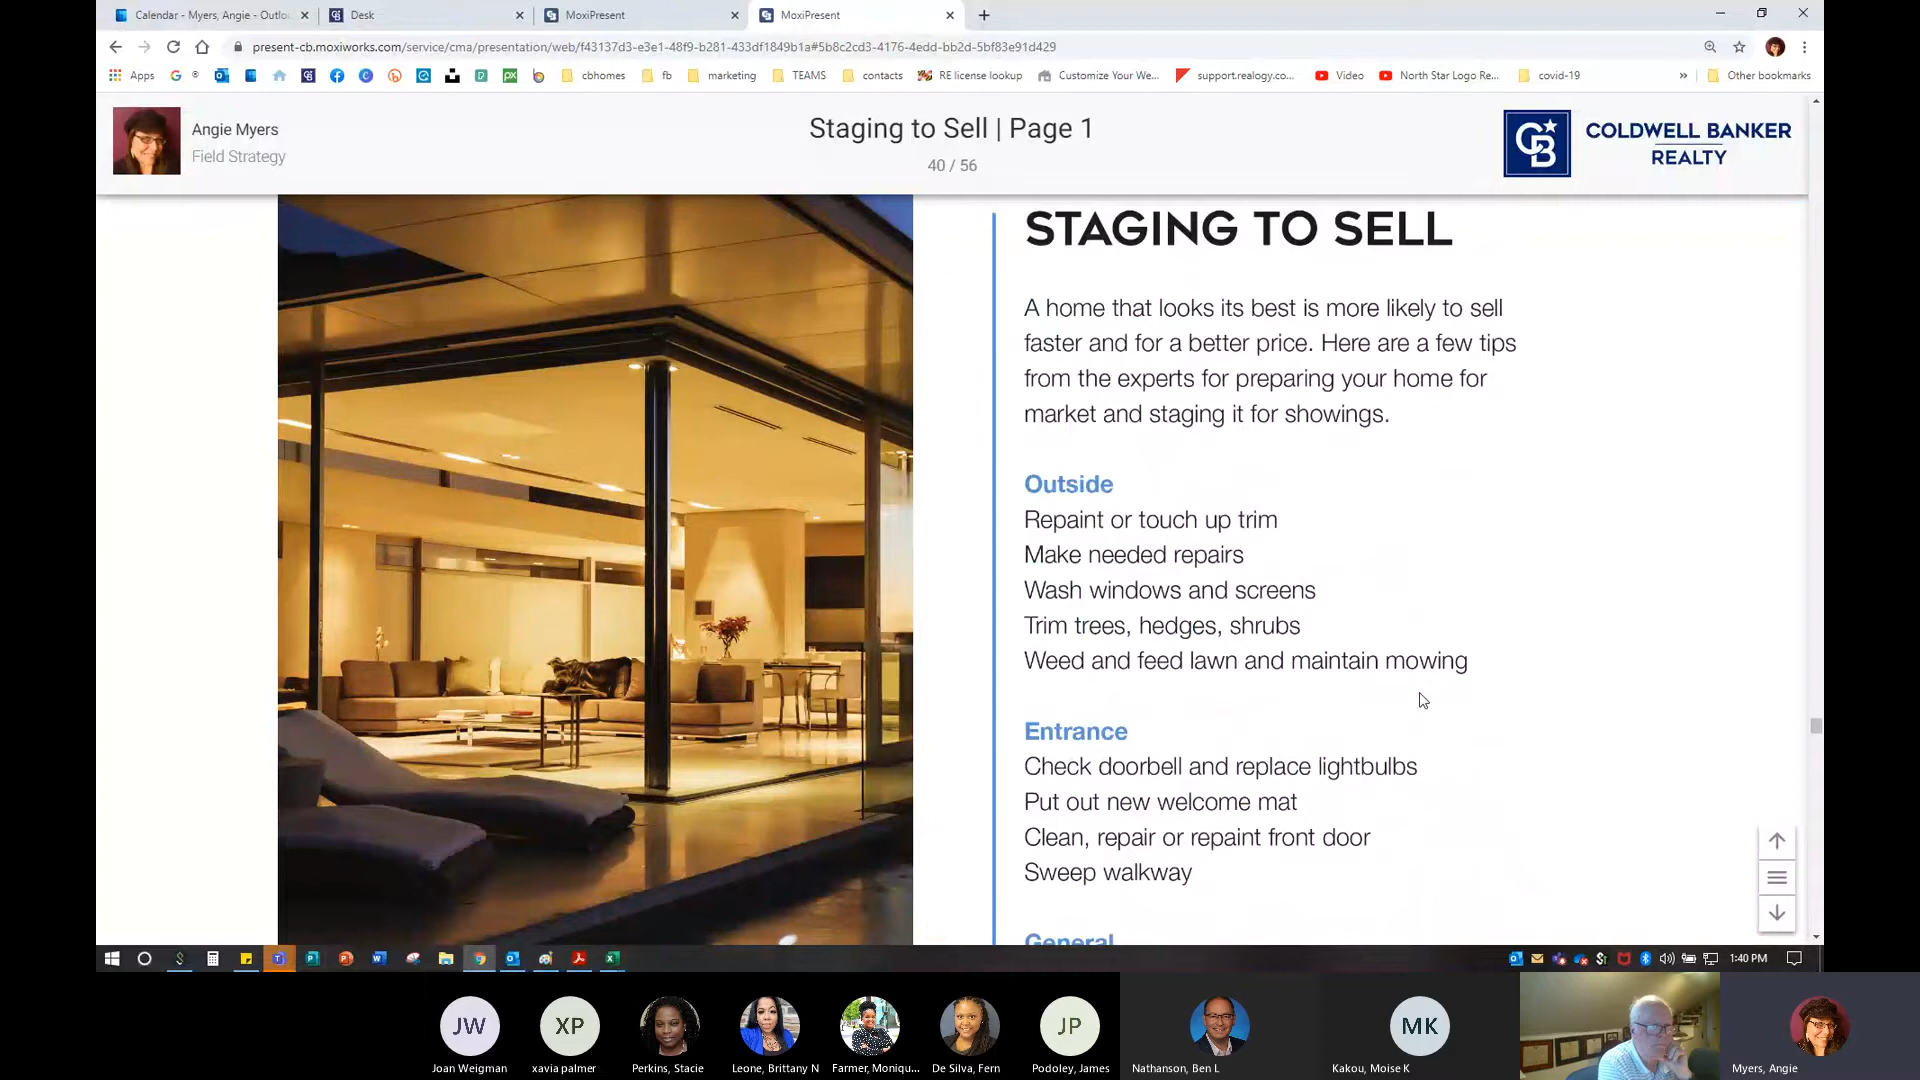 Calendar - Myers, Angie - Outlo
Desk
MoxiPresent
MoxiPresent
present-cb.moxiworks.com/service/cma/presentation/web/f43137d3-e3e1-48f9-b281-433df1849b1a#5b8c2cd3-4176-4edd-bb2d-5bf83e91d429
Apps
cbhomes
fb
marketing
TEAMS
contacts
RE license lookup
Customize Your We...
support.realogy.co...
Video
North Star Logo Re...
covid-19
Other bookmarks
Angie Myers
Field Strategy
Staging to Sell | Page 1
40 / 56
CB
COLDWELL BANKER
REALTY
STAGING TO SELL
A home that looks its best is more likely to sell
faster and for a better price. Here are a few tips
from the experts for preparing your home for
market and staging it for showings.
Outside
Repaint or touch up trim
Make needed repairs
Wash windows and screens
Trim trees, hedges, shrubs
Weed and feed lawn and maintain mowing
Entrance
Check doorbell and replace lightbulbs
Put out new welcome mat
Clean, repair or repaint front door
Sweep walkway
General
1:40 PM
JW
XP
JP
MK
Joan Weigman
xavia palmer
Perkins, Stacie
Leone, Brittany N
Farmer, Moniqu...
De Silva, Fern
Podoley, James
Nathanson, Ben L
Kakou, Moise K
Myers, Angie